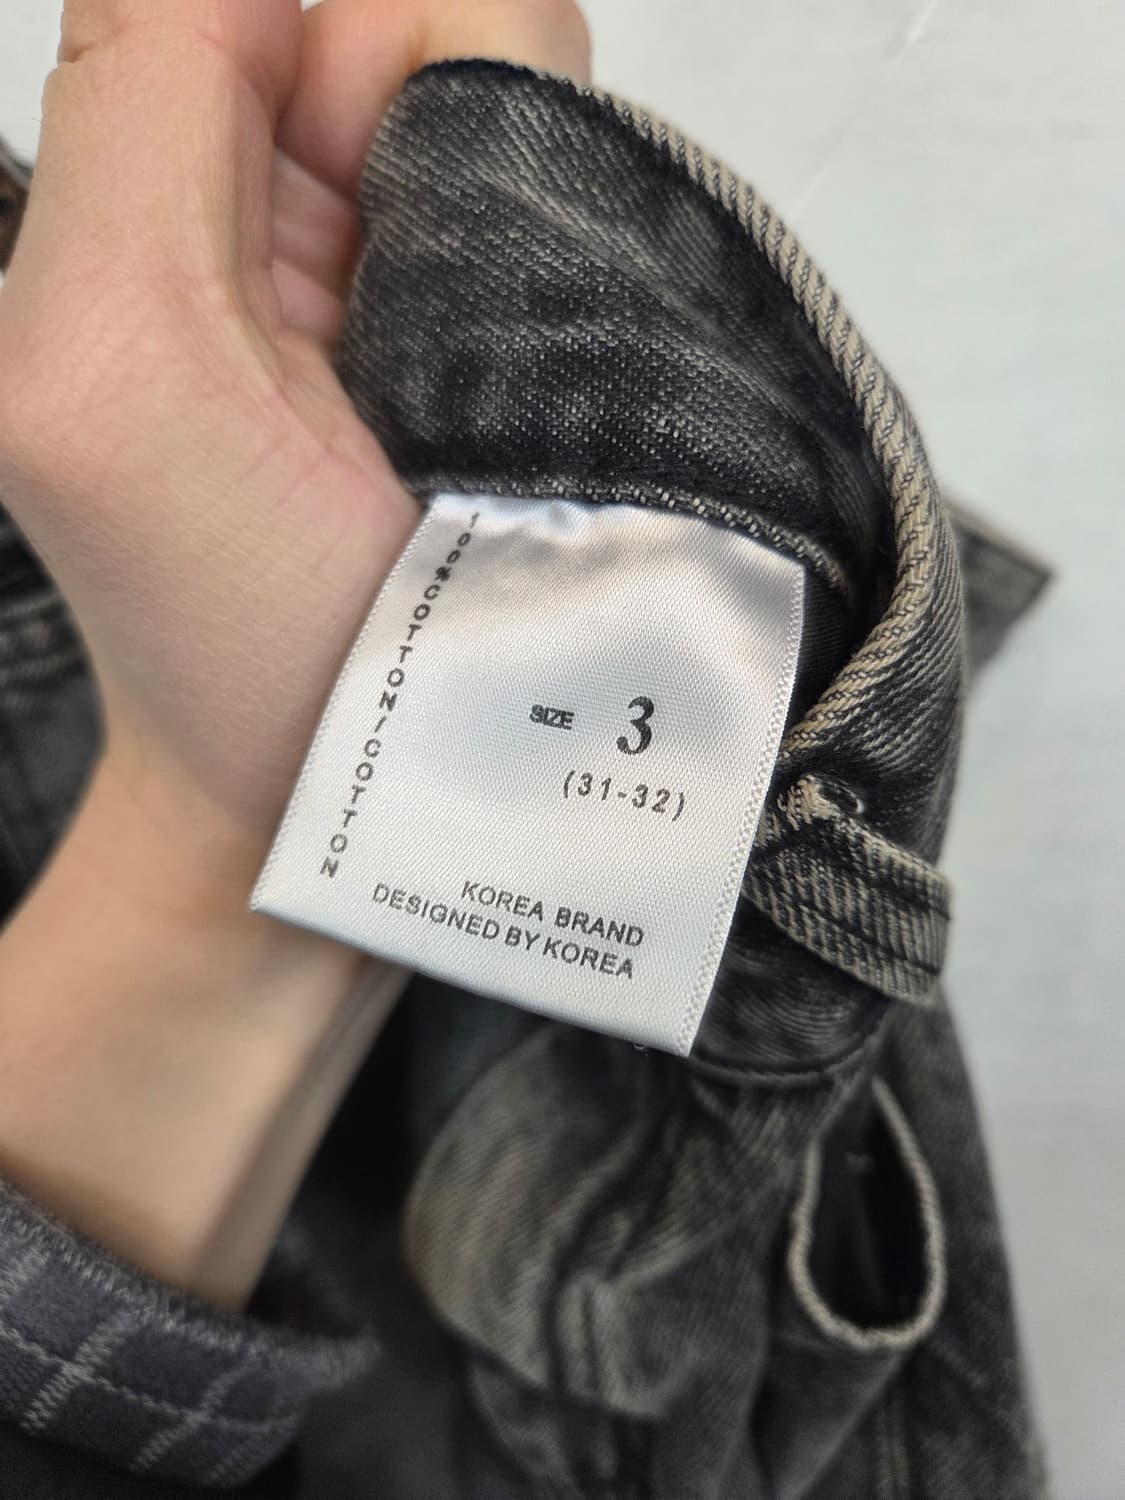 100%COTTON/COTTON
SIZE 3
(31-32)
KOREA BRAND
DESIGNED BY KOREA